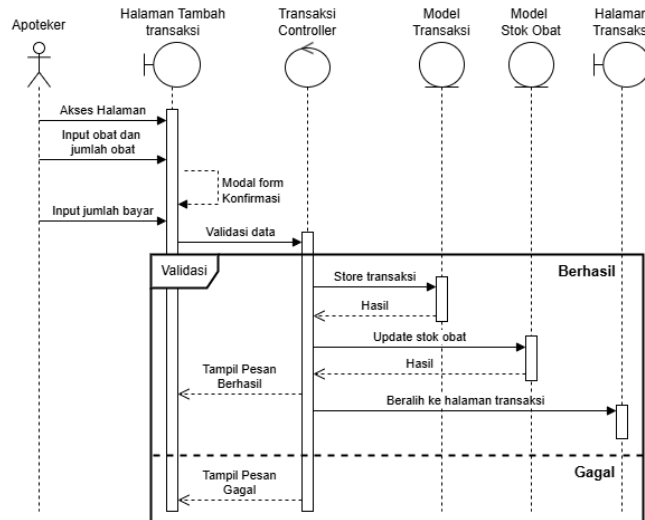 Apoteker
Halaman Tambah
transaksi
Transaksi
Controller
Model
Transaksi
Model
Stok Obat
Halaman
Transaks
Akses Halaman
Input obat dan
jumlah obat
Modal form
Konfirmasi
Input jumlah bayar
Validasi data
Validasi
Berhasil
Store transaksi
Hasil
Update stok obat
Hasil
Tampil Pesan
Berhasil
Beralih ke halaman transaksi
Gagal
Tampil Pesan
Gagal